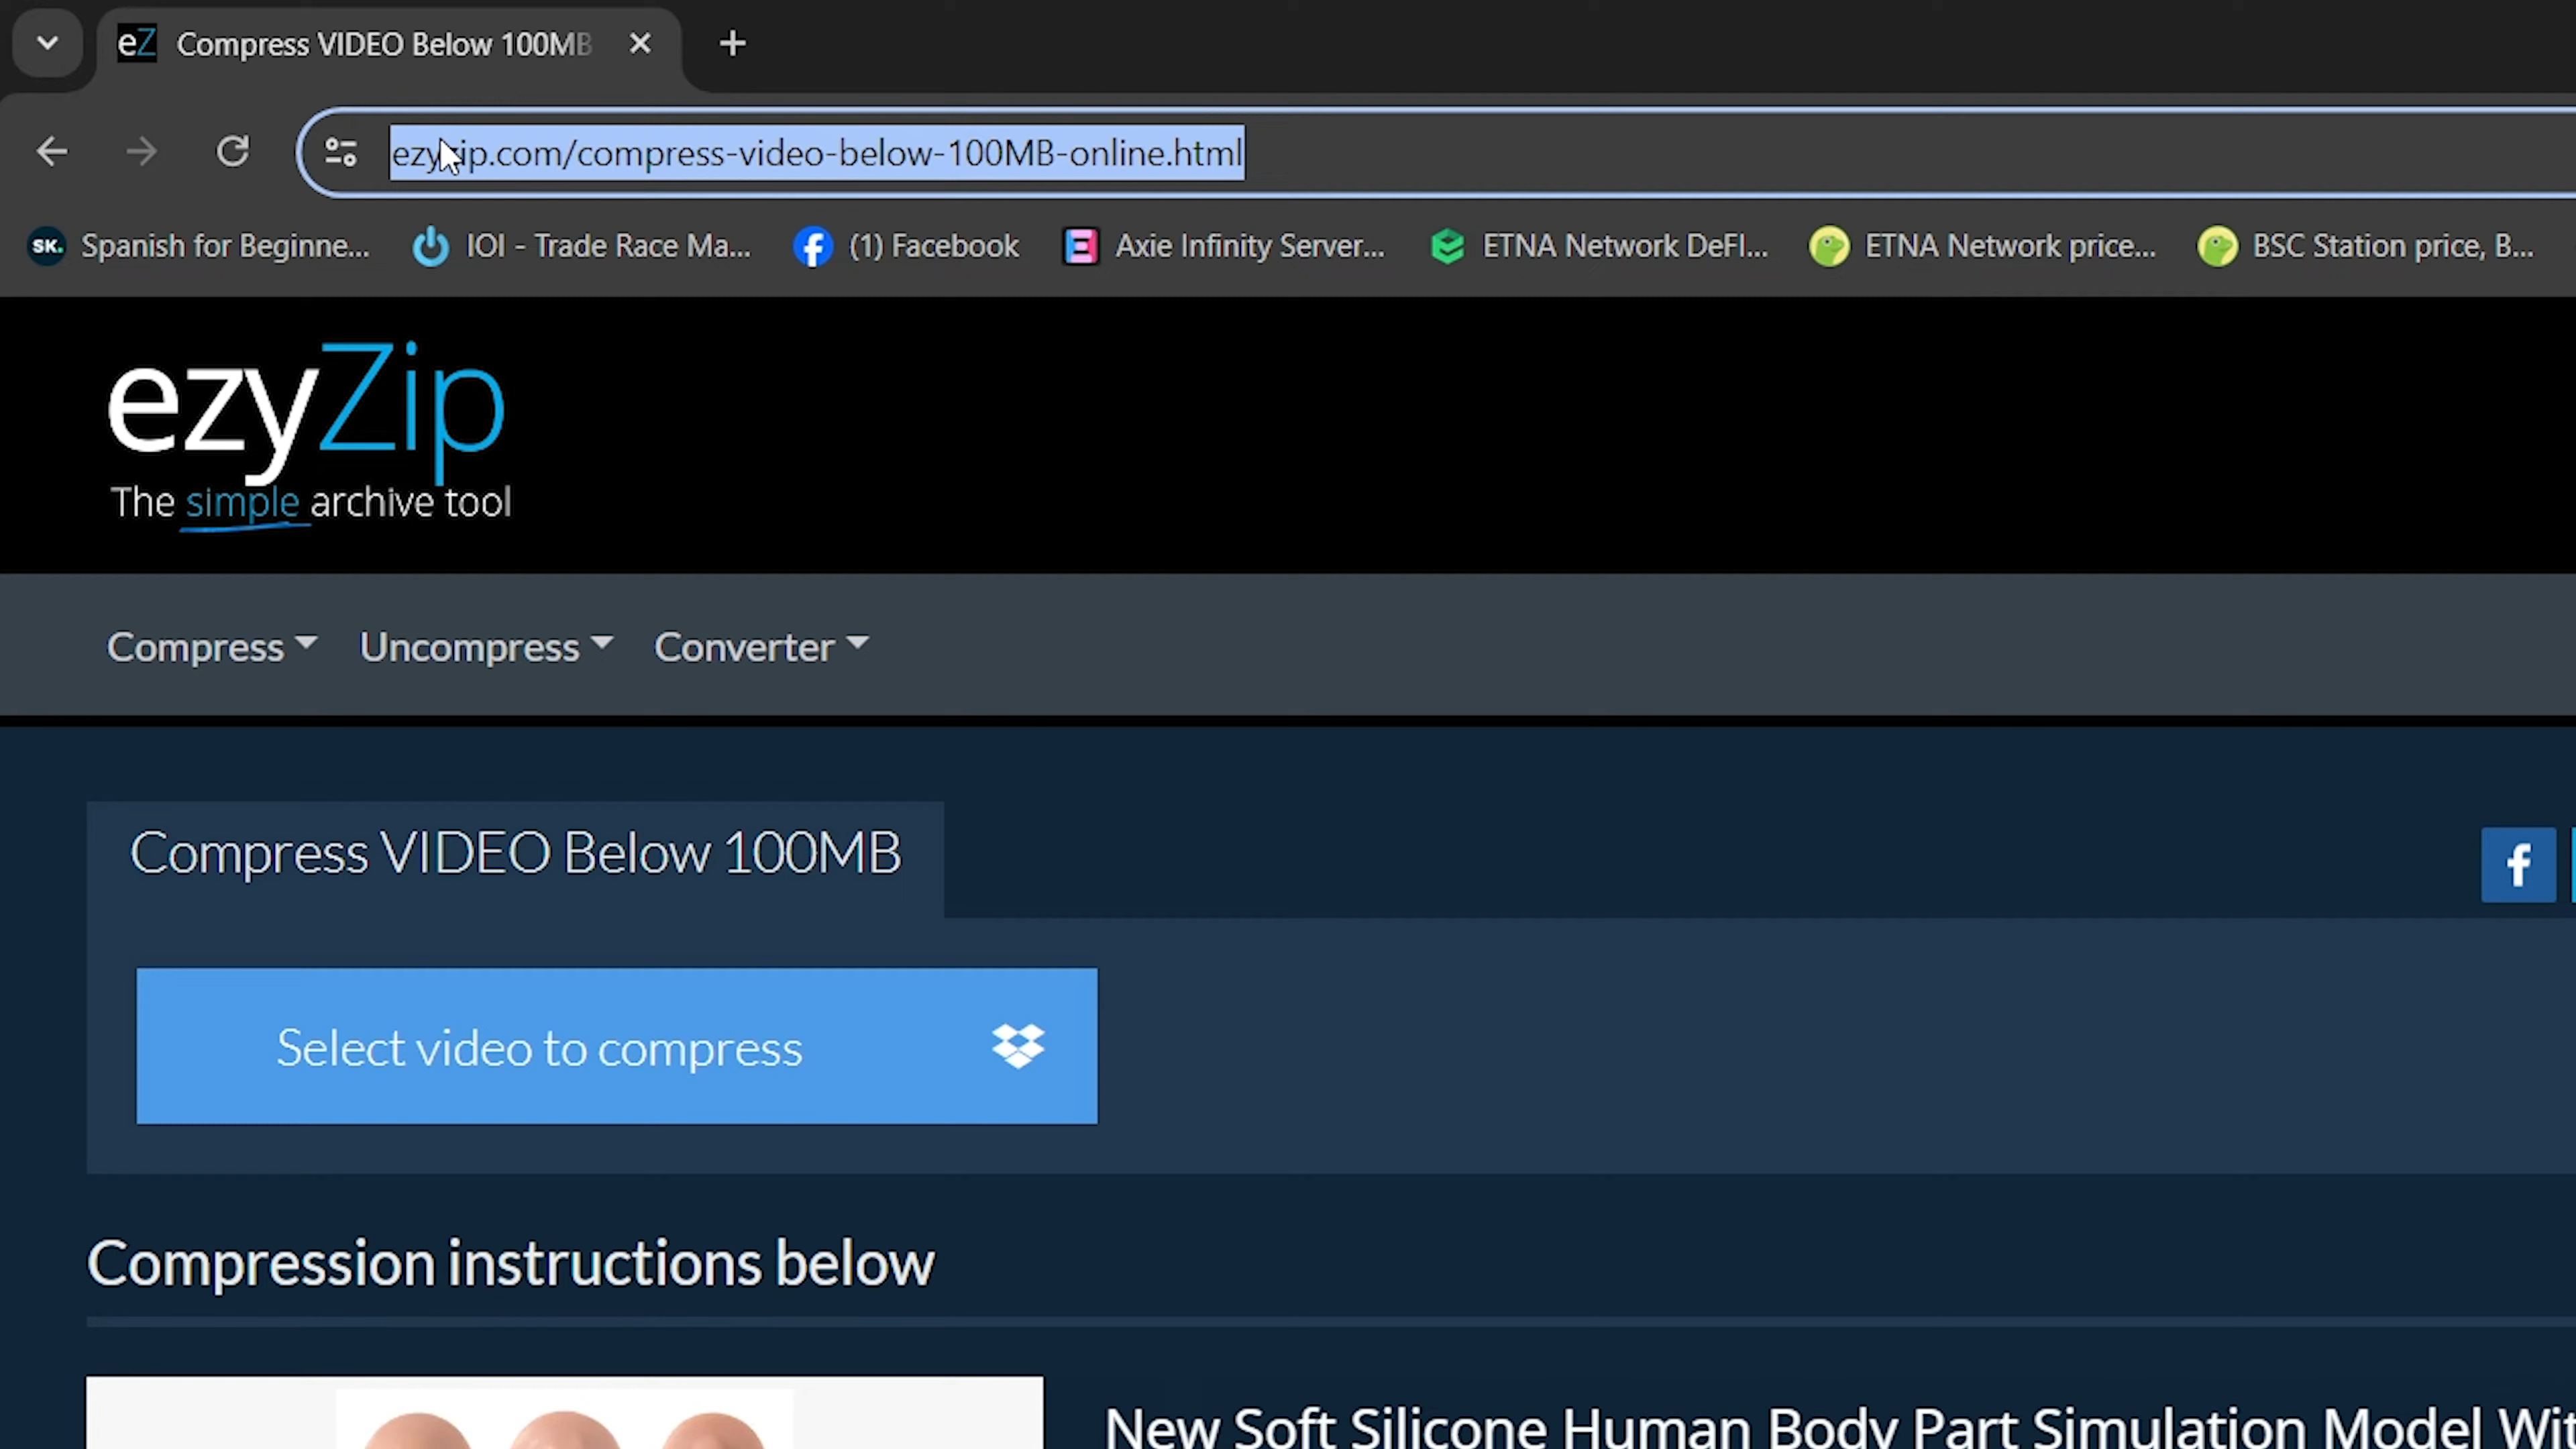 eZ Compress VIDEO Below 100MB
ezyzip.com/compress-video-below-100MB-online.html
SK. Spanish for Beginne... IOI - Trade Race Ma... (1) Facebook Axie Infinity Server... ETNA Network DeFI... ETNA Network price... BSC Station price, B...
ezyZip
The simple archive tool
Compress Uncompress Converter
Compress VIDEO Below 100MB
Select video to compress
Compression instructions below
New Soft Silicone Human Body Part Simulation Model Wit